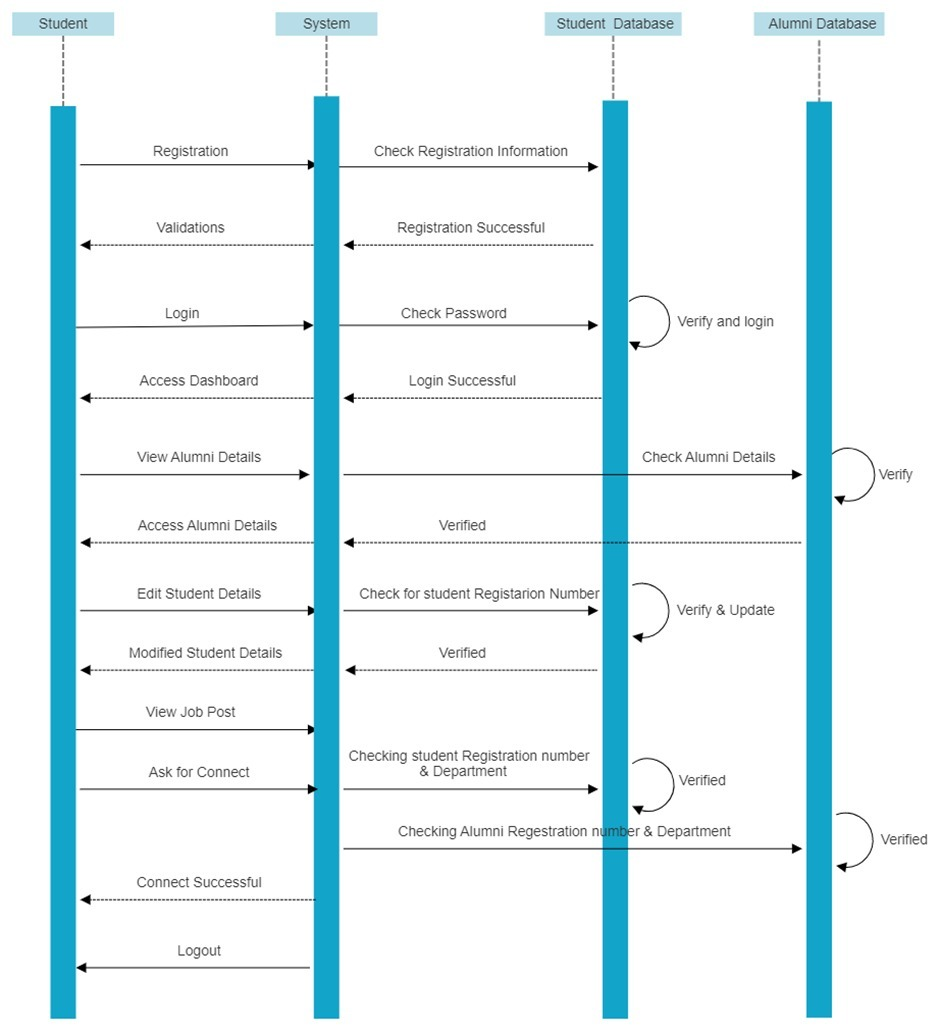 Student
System
Student Database
Alumni Database
Registration
Check Registration Information
Validations
Registration Successful
Login
Check Password
Verify and login
Access Dashboard
Login Successful
View Alumni Details
Check Alumni Details
Verify
Access Alumni Details
Verified
Edit Student Details
Check for student Registarion Number
Verify & Update
Modified Student Details
Verified
View Job Post
Ask for Connect
Checking student Registration number
& Department
Verified
Checking Alumni Regestration number & Department
Verified
Connect Successful
Logout